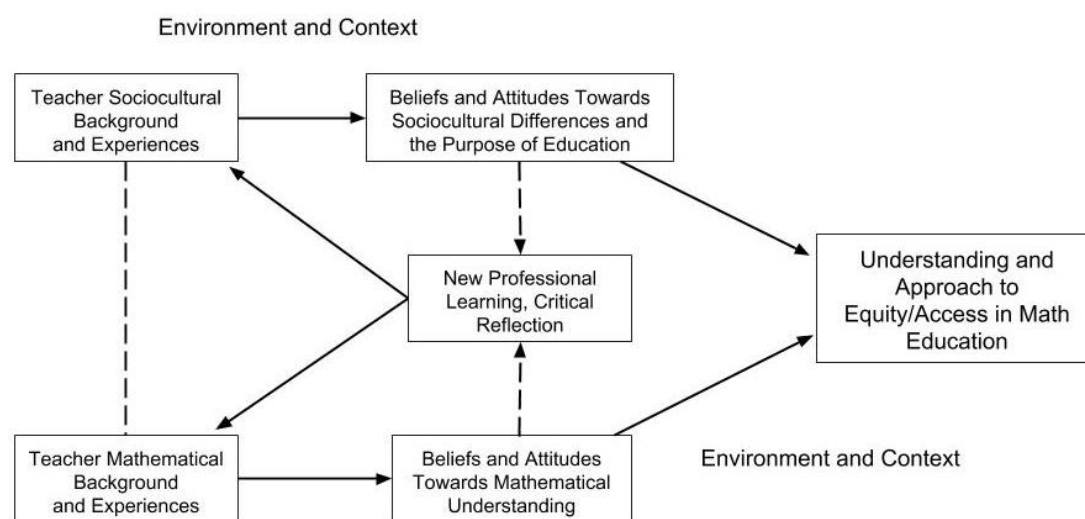 Environment and Context
Teacher Sociocultural
Background
and Experiences
Beliefs and Attitudes Towards
Sociocultural Differences and
the Purpose of Education
New Professional
Learning, Critical
Reflection
Understanding and
Approach to
Equity/Access in Math
Education
Teacher Mathematical
Background
and Experiences
Beliefs and Attitudes
Towards Mathematical
Understanding
Environment and Context